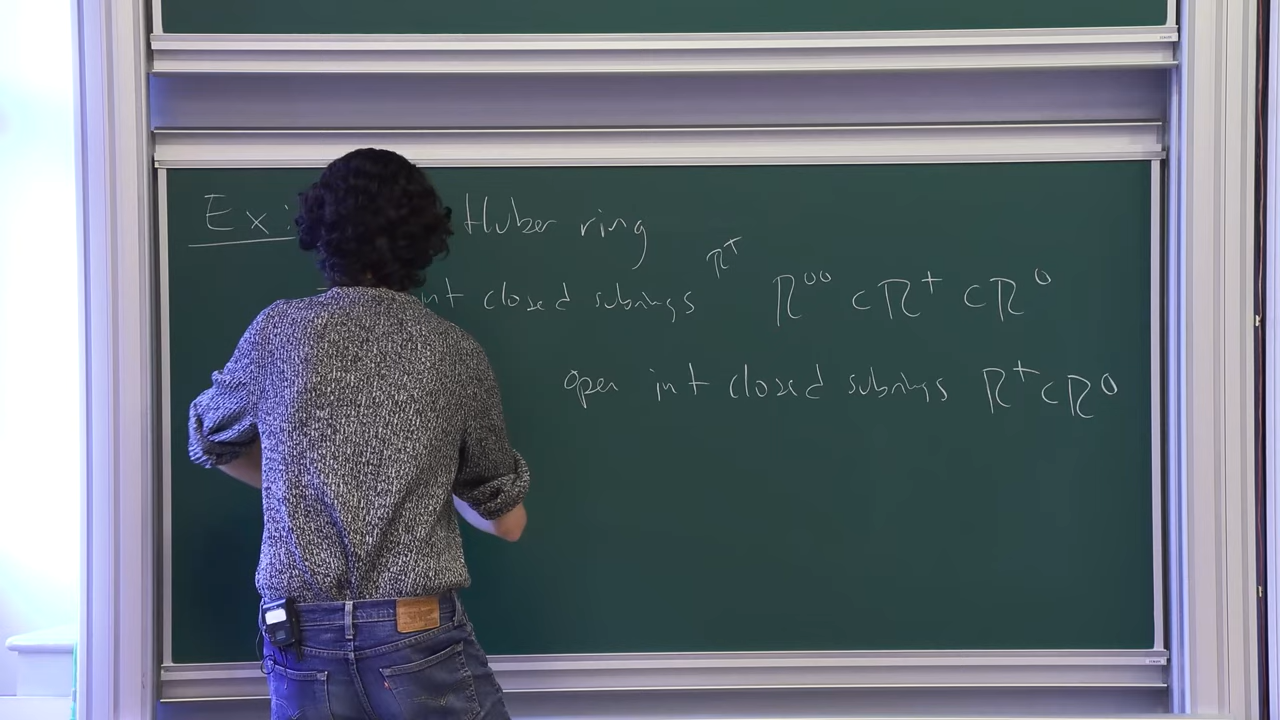 Ex: Huber ring
int closed subrings R⁺ R⁰⁰ ⊂ R⁺ ⊂ R⁰
open int closed subrings R⁺ ⊂ R⁰